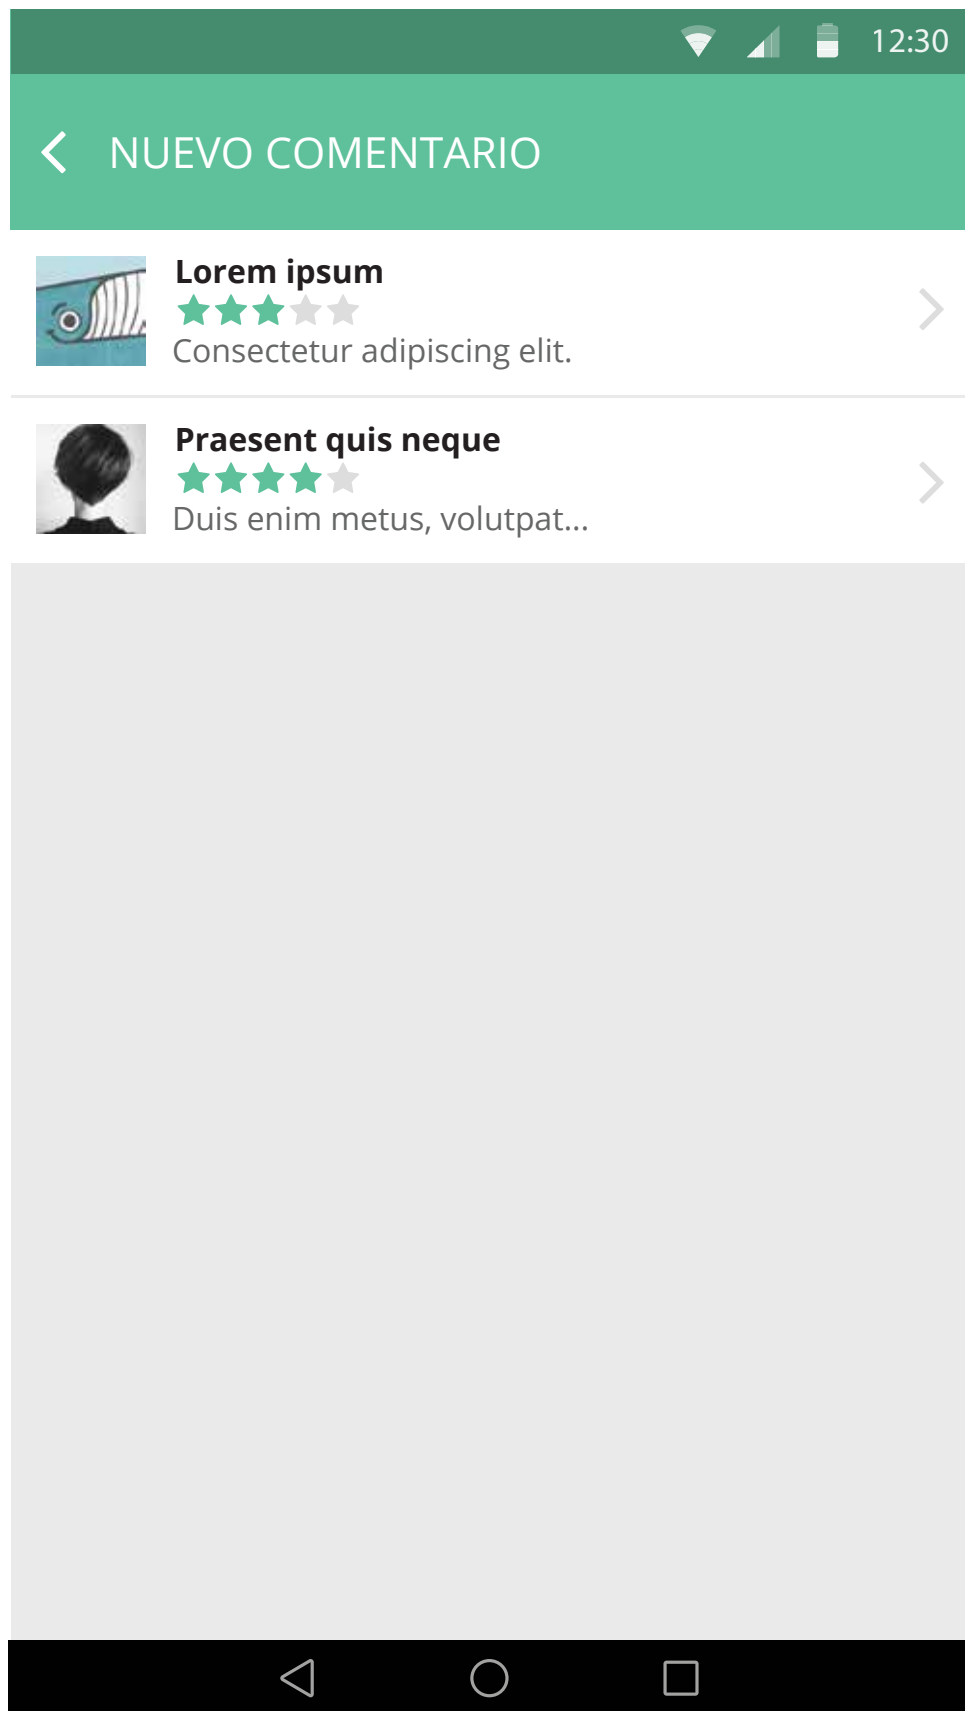 12:30
NUEVO COMENTARIO
Lorem ipsum
Consectetur adipiscing elit.
Praesent quis neque
Duis enim metus, volutpat...